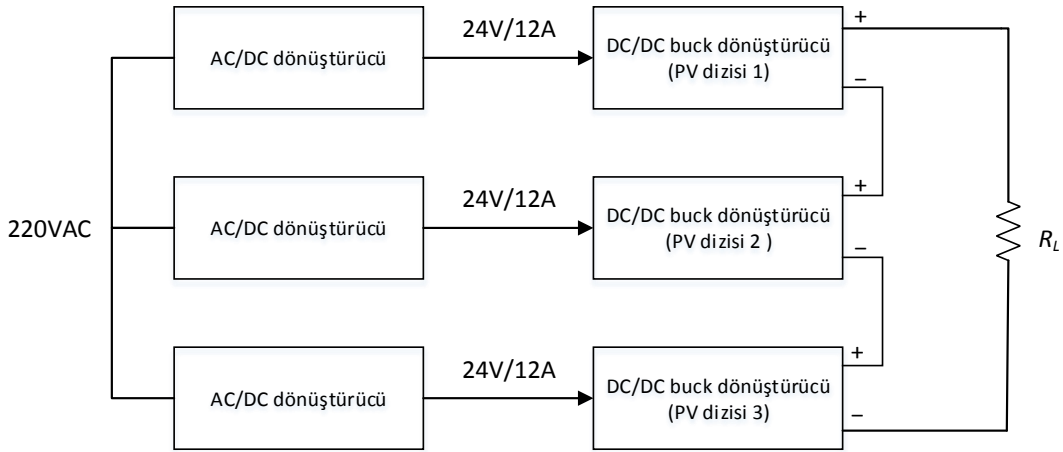 24V/12A
+
AC/DC dönüştürücü
DC/DC buck dönüştürücü
(PV dizisi 1)
−
24V/12A
+
220VAC
AC/DC dönüştürücü
DC/DC buck dönüştürücü
(PV dizisi 2 )
−
R_L
24V/12A
+
AC/DC dönüştürücü
DC/DC buck dönüştürücü
(PV dizisi 3)
−